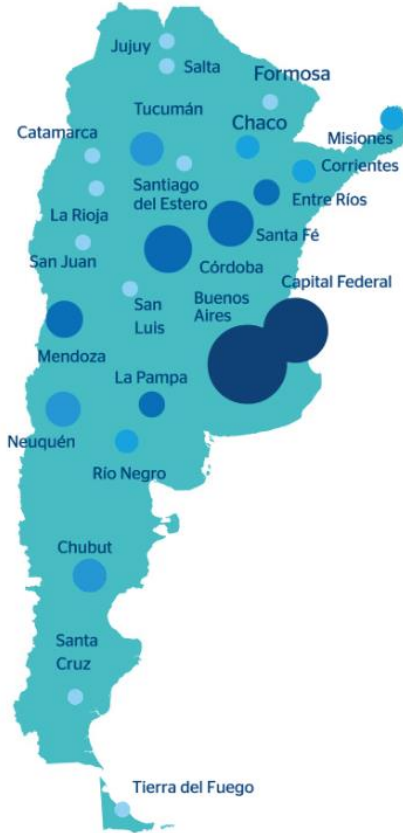 Jujuy
Salta
Formosa
Tucumán
Chaco
Catamarca
Misiones
Corrientes
Santiago
del Estero
Entre Ríos
La Rioja
Santa Fé
San Juan
Córdoba
Capital Federal
San
Luis
Buenos
Aires
Mendoza
La Pampa
Neuquén
Río Negro
Chubut
Santa
Cruz
Tierra del Fuego